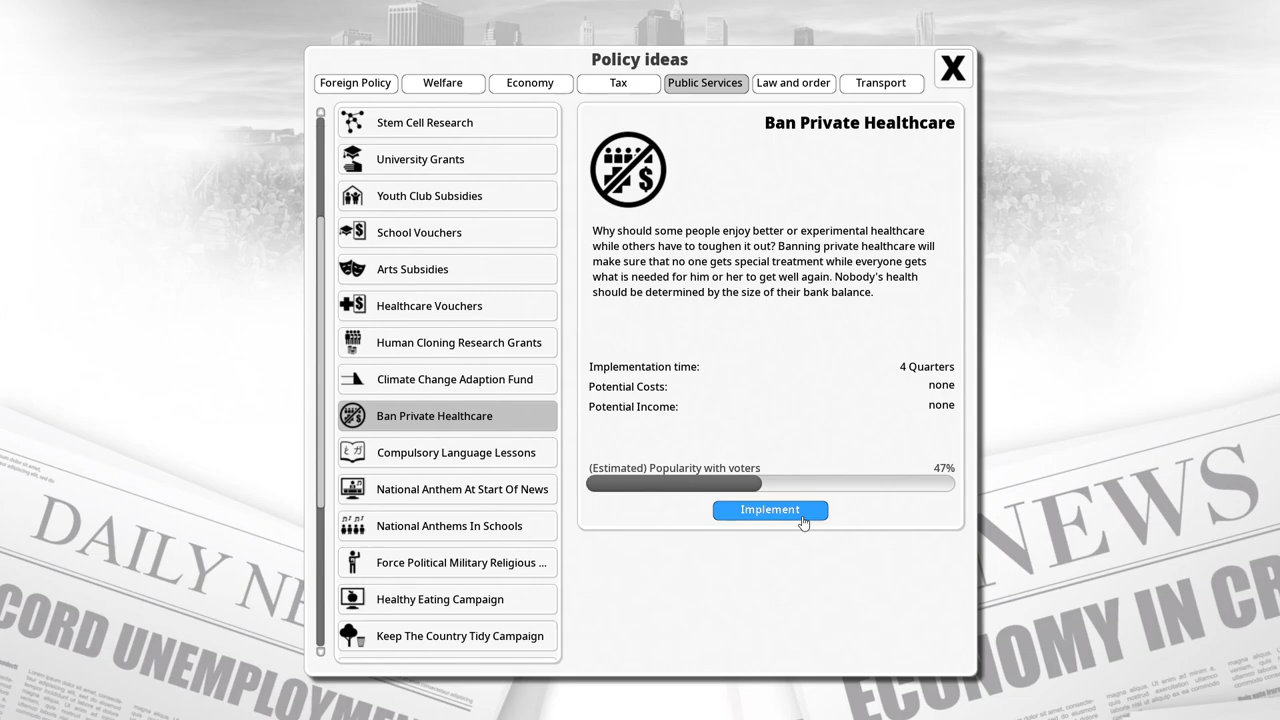 Policy ideas
X
Foreign Policy
Welfare
Economy
Tax
Public Services
Law and order
Transport
Stem Cell Research
University Grants
Youth Club Subsidies
School Vouchers
Arts Subsidies
Healthcare Vouchers
Human Cloning Research Grants
Climate Change Adaption Fund
Ban Private Healthcare
Compulsory Language Lessons
National Anthem At Start Of News
National Anthems In Schools
Force Political Military Religious ...
Healthy Eating Campaign
Keep The Country Tidy Campaign
Ban Private Healthcare
Why should some people enjoy better or experimental healthcare
while others have to toughen it out? Banning private healthcare will
make sure that no one gets special treatment while everyone gets
what is needed for him or her to get well again. Nobody's health
should be determined by the size of their bank balance.
Implementation time: 4 Quarters
Potential Costs: none
Potential Income: none
(Estimated) Popularity with voters 47%
Implement
DAILY NE
CORD UNEMPLOYM
NEWS
ECONOMY IN CR